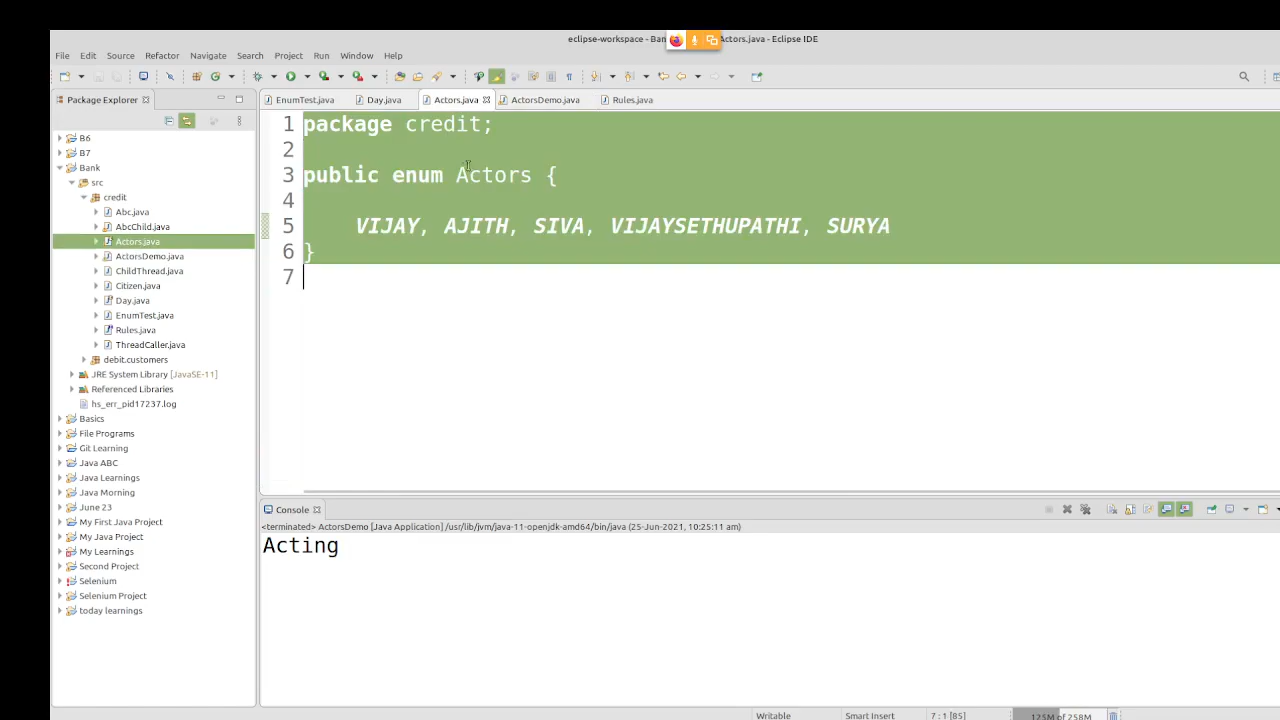 eclipse-workspace - Ban Actors.java - Eclipse IDE
File Edit Source Refactor Navigate Search Project Run Window Help
Package Explorer
EnumTest.java Day.java Actors.java ActorsDemo.java Rules.java
B6
B7
Bank
src
credit
Abc.java
AbcChild.java
Actors.java
ActorsDemo.java
ChildThread.java
Citizen.java
Day.java
EnumTest.java
Rules.java
ThreadCaller.java
debit.customers
JRE System Library [JavaSE-11]
Referenced Libraries
hs_err_pid17237.log
Basics
File Programs
Git Learning
Java ABC
Java Learnings
Java Morning
June 23
My First Java Project
My Java Project
My Learnings
Second Project
Selenium
Selenium Project
today learnings
1 package credit;
2
3 public enum Actors {
4
5 VIJAY, AJITH, SIVA, VIJAYSETHUPATHI, SURYA
6 }
7
Console
<terminated> ActorsDemo [Java Application] /usr/lib/jvm/java-11-openjdk-amd64/bin/java (25-Jun-2021, 10:25:11 am)
Acting
Writable Smart Insert 7 : 1 [85] 125M of 258M